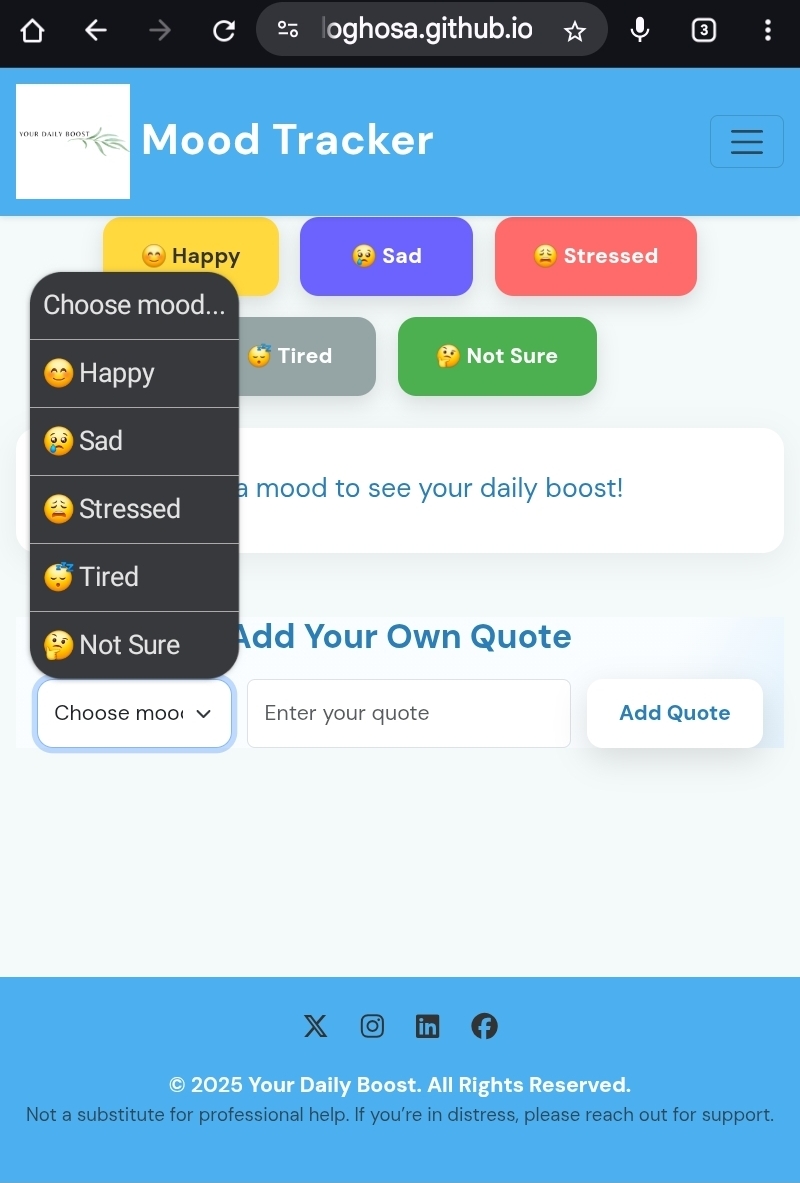 loghosa.github.io
3
YOUR DAILY BOOST
Mood Tracker
😊 Happy
😢 Sad
😩 Stressed
😴 Tired
🤔 Not Sure
Choose mood...
😊 Happy
😢 Sad
😩 Stressed
😴 Tired
🤔 Not Sure
a mood to see your daily boost!
Add Your Own Quote
Choose mood
Enter your quote
Add Quote
© 2025 Your Daily Boost. All Rights Reserved.
Not a substitute for professional help. If you’re in distress, please reach out for support.